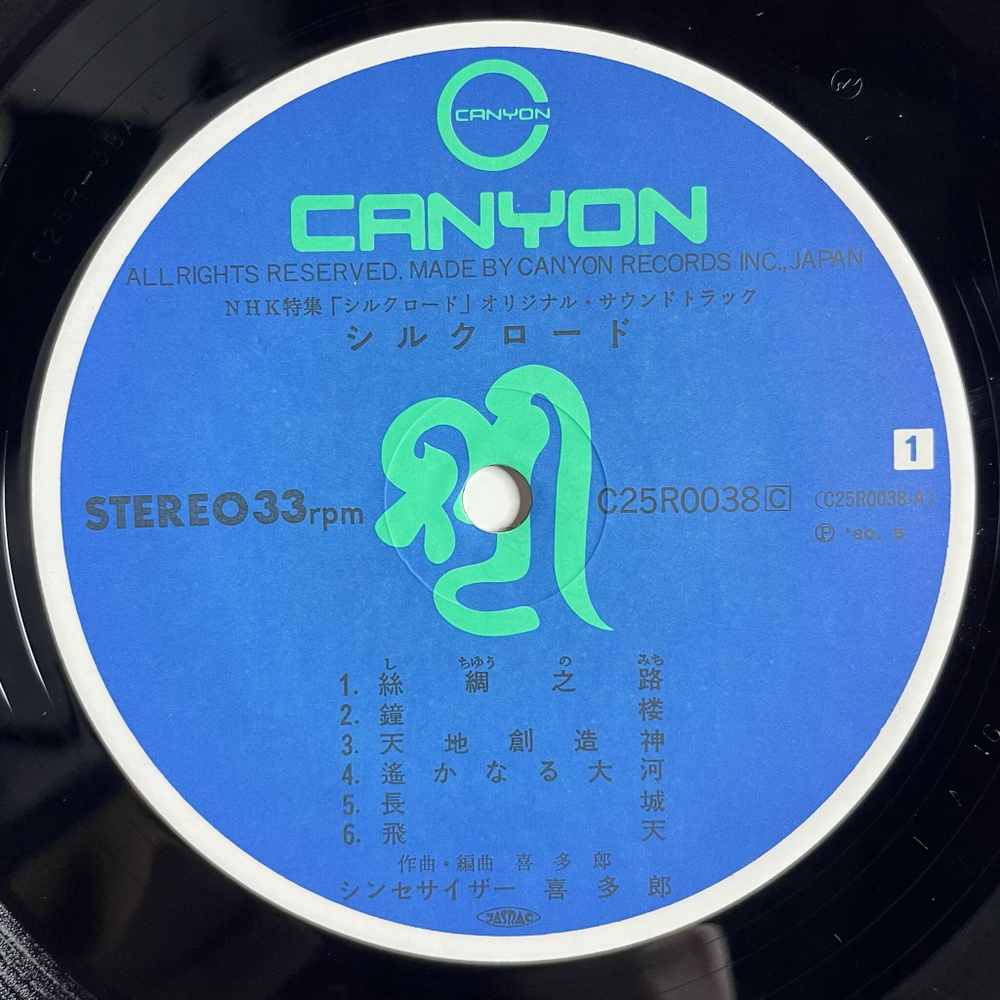 CANYON
CANYON
ALL RIGHTS RESERVED. MADE BY CANYON RECORDS INC., JAPAN
NHK特集「シルクロード」オリジナル・サウンドトラック
シルクロード
1
STEREO 33rpm
C25R0038 C (C25R0038-A)
Ⓟ '80. 5
し ちゆう の みち
1. 絲綢之路
2. 鐘楼
3. 天地創造神
4. 遙かなる大河
5. 長城
6. 飛天
作曲・編曲 喜多郎
シンセサイザー 喜多郎
JASRAC